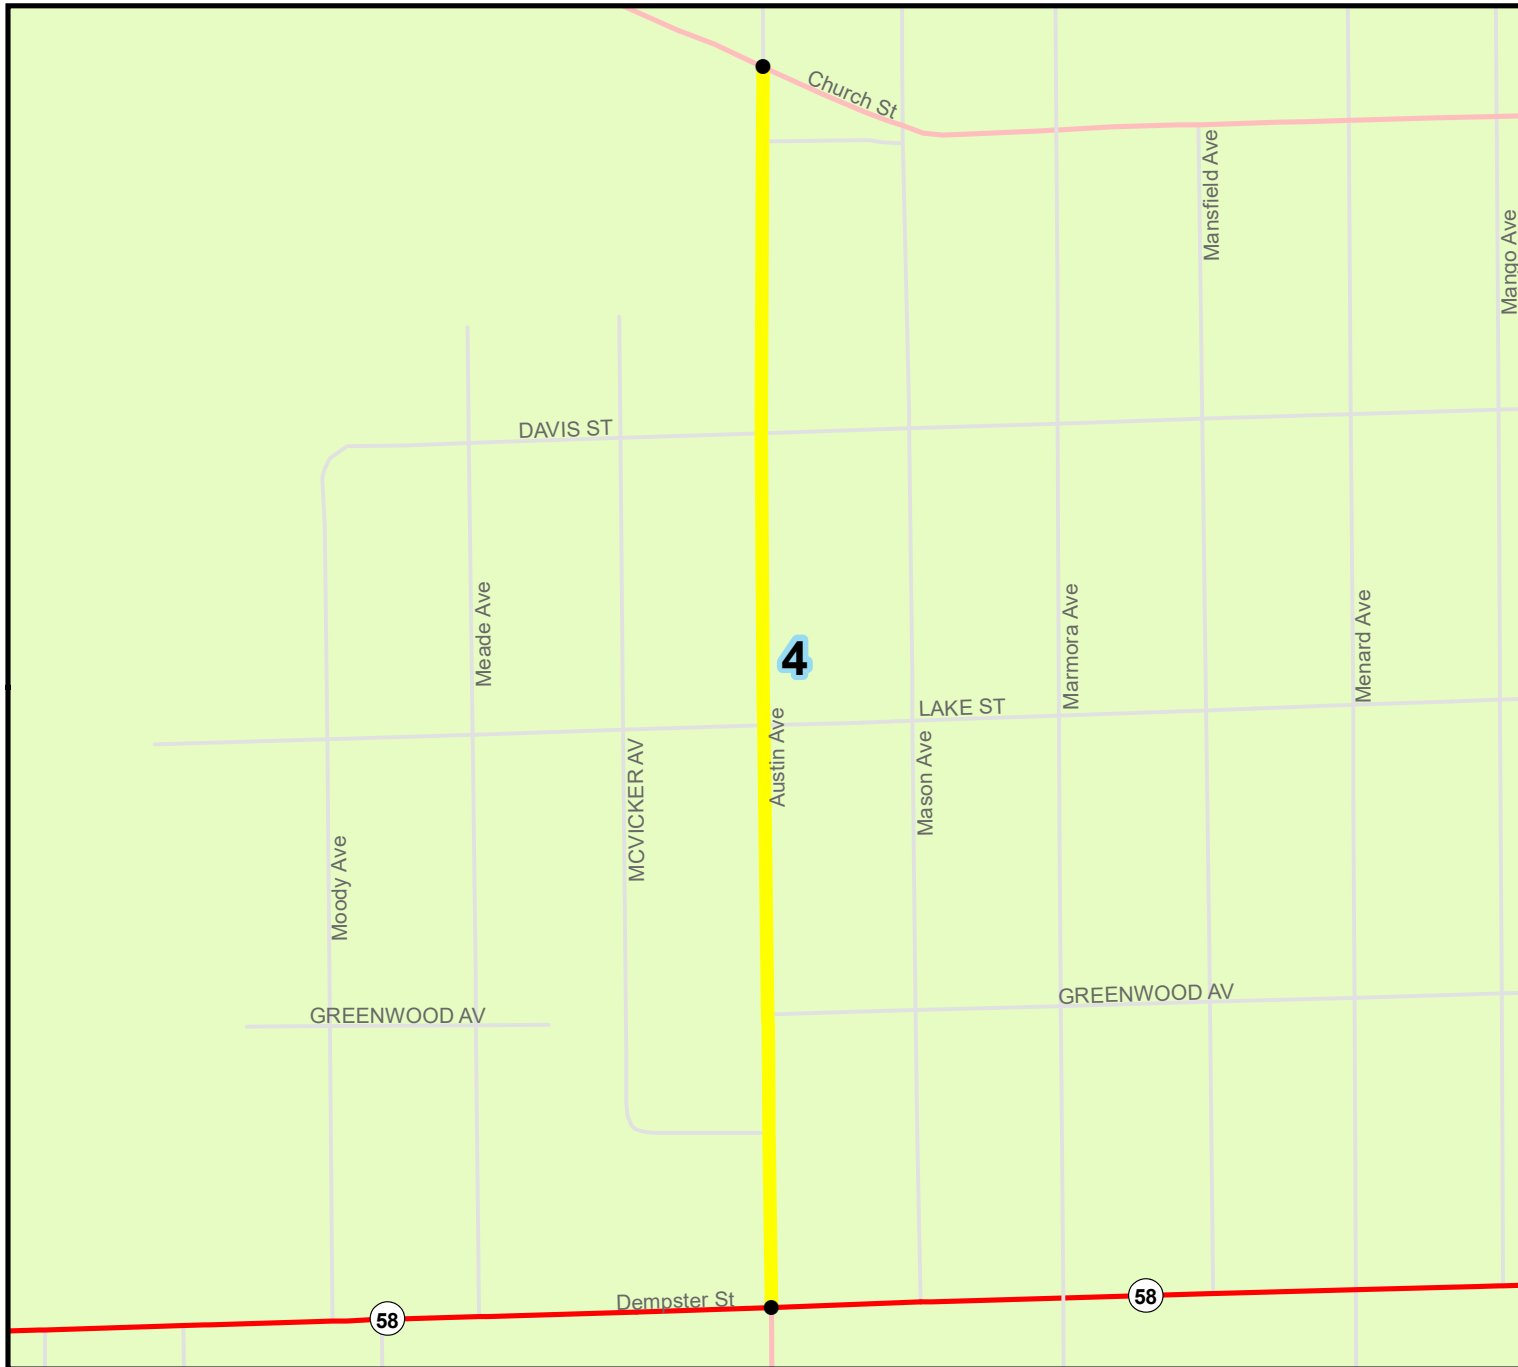 Church St
Mansfield Ave
Mango Ave
DAVIS ST
Meade Ave
Marmora Ave
Menard Ave
4
LAKE ST
Austin Ave
Mason Ave
MCVICKER AV
Moody Ave
GREENWOOD AV
GREENWOOD AV
Dempster St
58
58